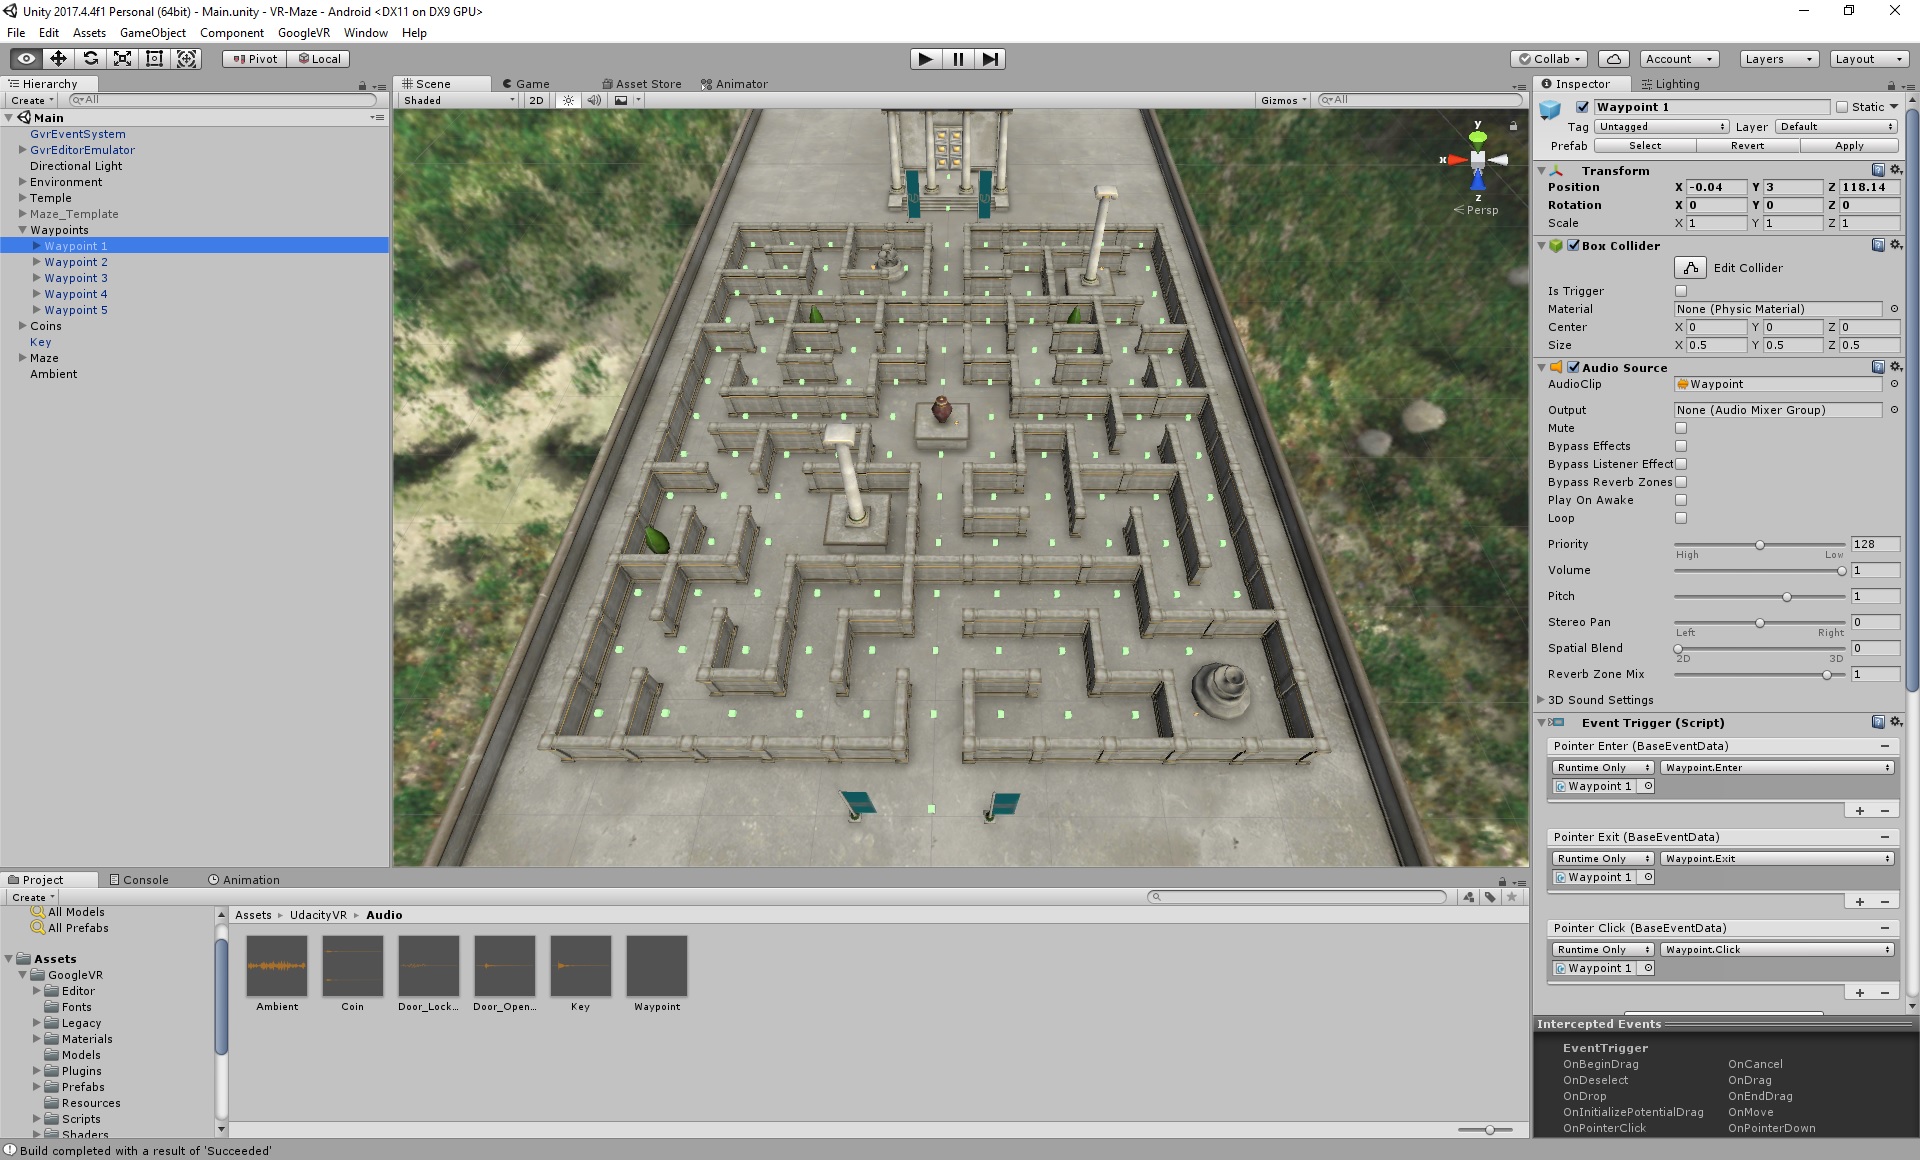 Unity 2017.4.4f1 Personal (64bit) - Main.unity - VR-Maze - Android <DX11 on DX9 GPU>
File Edit Assets GameObject Component GoogleVR Window Help
Pivot Local Collab Account Layers Layout
Hierarchy
Create All
Main
GvrEventSystem
GvrEditorEmulator
Directional Light
Environment
Temple
Maze_Template
Waypoints
Waypoint 1
Waypoint 2
Waypoint 3
Waypoint 4
Waypoint 5
Coins
Key
Maze
Ambient
Scene Game Asset Store Animator
Shaded 2D Gizmos All
y
x
z
Persp
Inspector Lighting
Waypoint 1 Static
Tag Untagged Layer Default
Prefab Select Revert Apply
Transform
Position X -0.04 Y 3 Z 118.14
Rotation X 0 Y 0 Z 0
Scale X 1 Y 1 Z 1
Box Collider
Edit Collider
Is Trigger
Material None (Physic Material)
Center X 0 Y 0 Z 0
Size X 0.5 Y 0.5 Z 0.5
Audio Source
AudioClip Waypoint
Output None (Audio Mixer Group)
Mute
Bypass Effects
Bypass Listener Effect
Bypass Reverb Zones
Play On Awake
Loop
Priority 128
High Low
Volume 1
Pitch 1
Stereo Pan 0
Left Right
Spatial Blend 0
2D 3D
Reverb Zone Mix 1
3D Sound Settings
Event Trigger (Script)
Pointer Enter (BaseEventData)
Runtime Only Waypoint.Enter
Waypoint 1
Pointer Exit (BaseEventData)
Runtime Only Waypoint.Exit
Waypoint 1
Pointer Click (BaseEventData)
Runtime Only Waypoint.Click
Waypoint 1
Intercepted Events
EventTrigger
OnBeginDrag OnCancel
OnDeselect OnDrag
OnDrop OnEndDrag
OnInitializePotentialDrag OnMove
OnPointerClick OnPointerDown
Project Console Animation
Create
All Models
All Prefabs
Assets
GoogleVR
Editor
Fonts
Legacy
Materials
Models
Plugins
Prefabs
Resources
Scripts
Shaders
Assets UdacityVR Audio
Ambient Coin Door_Lock... Door_Open... Key Waypoint
Build completed with a result of 'Succeeded'